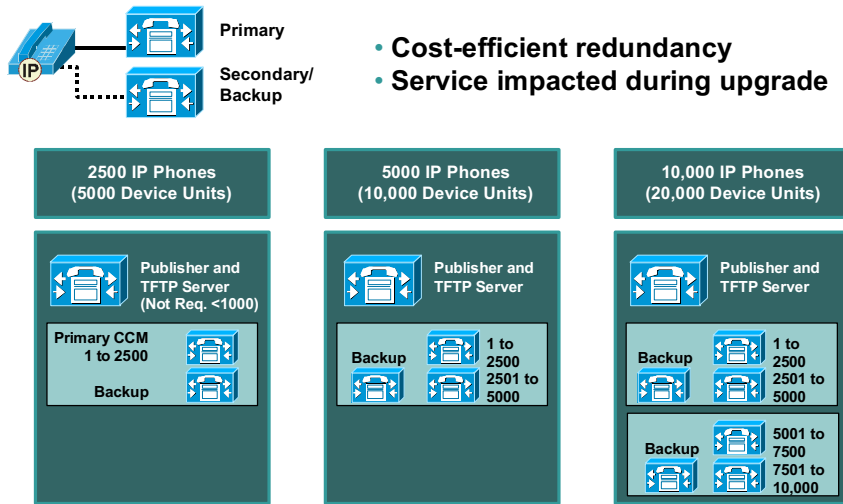 IP
Primary
Secondary/
Backup
• Cost-efficient redundancy
• Service impacted during upgrade
2500 IP Phones
(5000 Device Units)
Publisher and
TFTP Server
(Not Req. <1000)
Primary CCM
1 to 2500
Backup
5000 IP Phones
(10,000 Device Units)
Publisher and
TFTP Server
Backup
1 to
2500
2501 to
5000
10,000 IP Phones
(20,000 Device Units)
Publisher and
TFTP Server
Backup
1 to
2500
2501 to
5000
Backup
5001 to
7500
7501 to
10,000